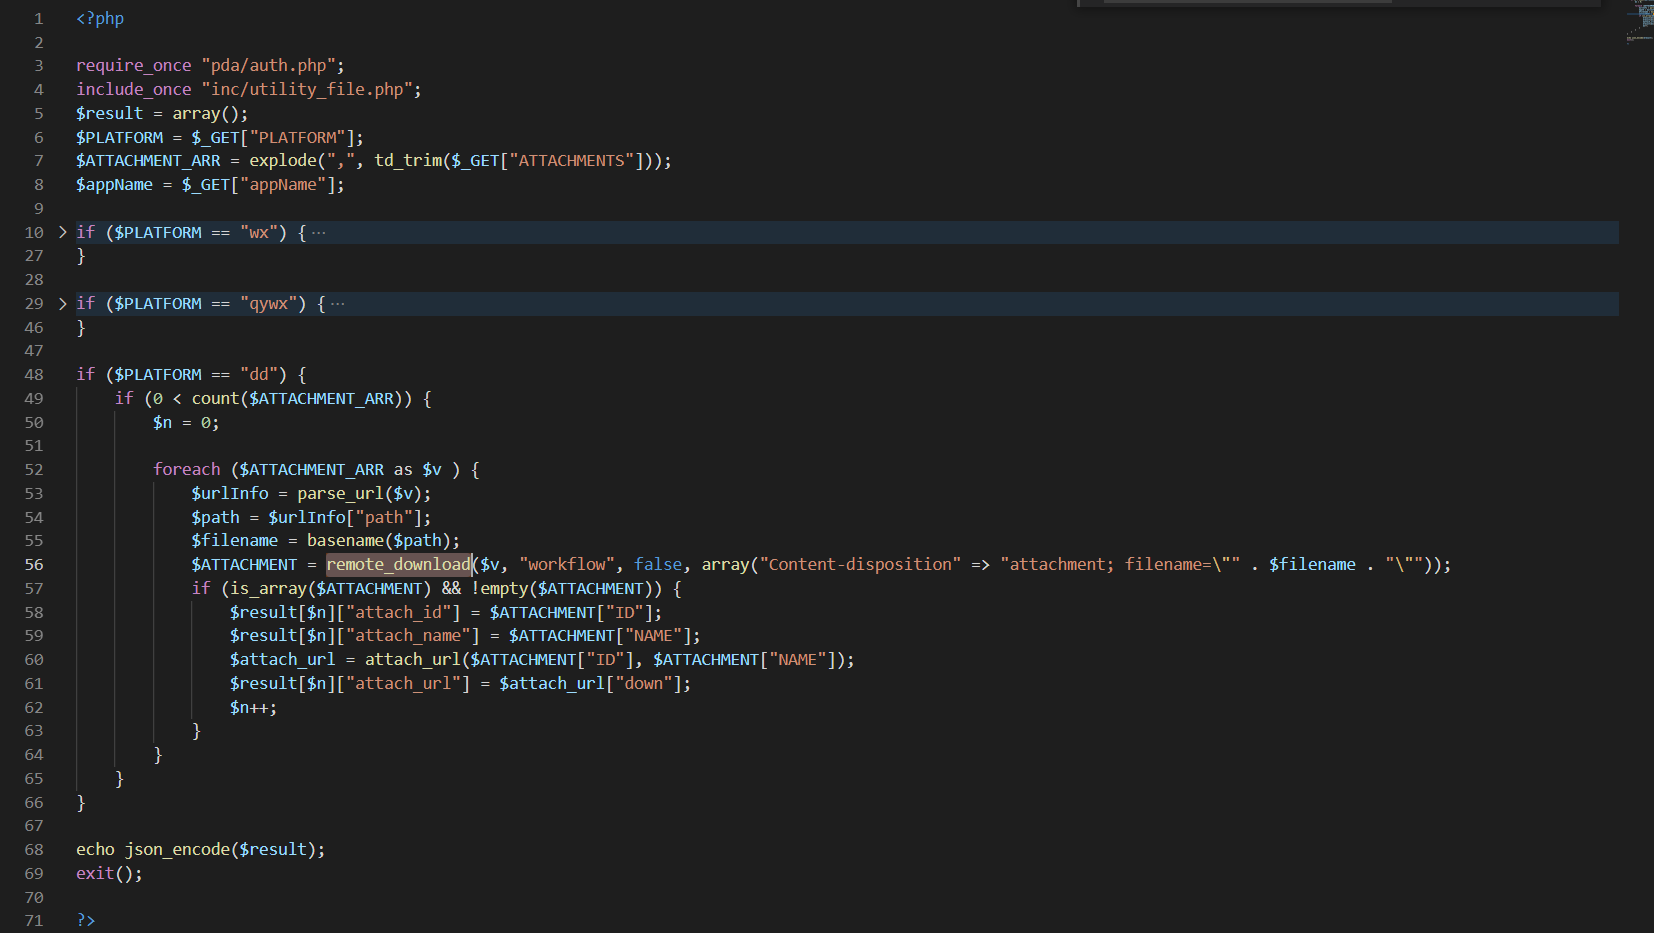 1 <?php
2
3 require_once "pda/auth.php";
4 include_once "inc/utility_file.php";
5 $result = array();
6 $PLATFORM = $_GET["PLATFORM"];
7 $ATTACHMENT_ARR = explode(",", td_trim($_GET["ATTACHMENTS"]));
8 $appName = $_GET["appName"];
9
10 if ($PLATFORM == "wx") { ···
27 }
28
29 if ($PLATFORM == "qywx") { ···
46 }
47
48 if ($PLATFORM == "dd") {
49     if (0 < count($ATTACHMENT_ARR)) {
50         $n = 0;
51
52         foreach ($ATTACHMENT_ARR as $v ) {
53             $urlInfo = parse_url($v);
54             $path = $urlInfo["path"];
55             $filename = basename($path);
56             $ATTACHMENT = remote_download($v, "workflow", false, array("Content-disposition" => "attachment; filename=\"" . $filename . "\""));
57             if (is_array($ATTACHMENT) && !empty($ATTACHMENT)) {
58                 $result[$n]["attach_id"] = $ATTACHMENT["ID"];
59                 $result[$n]["attach_name"] = $ATTACHMENT["NAME"];
60                 $attach_url = attach_url($ATTACHMENT["ID"], $ATTACHMENT["NAME"]);
61                 $result[$n]["attach_url"] = $attach_url["down"];
62                 $n++;
63             }
64         }
65     }
66 }
67
68 echo json_encode($result);
69 exit();
70
71 ?>